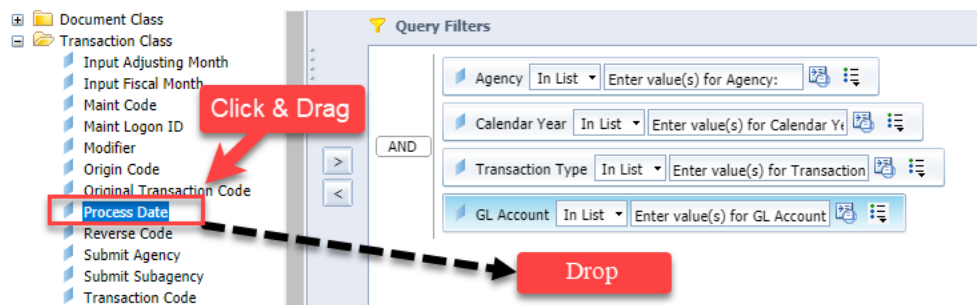 Document Class
Transaction Class
Input Adjusting Month
Input Fiscal Month
Maint Code
Maint Logon ID
Modifier
Origin Code
Original Transaction Code
Process Date
Reverse Code
Submit Agency
Submit Subagency
Transaction Code
Click & Drag
>
<
Query Filters
AND
Agency In List Enter value(s) for Agency:
Calendar Year In List Enter value(s) for Calendar Ye
Transaction Type In List Enter value(s) for Transaction
GL Account In List Enter value(s) for GL Account
Drop